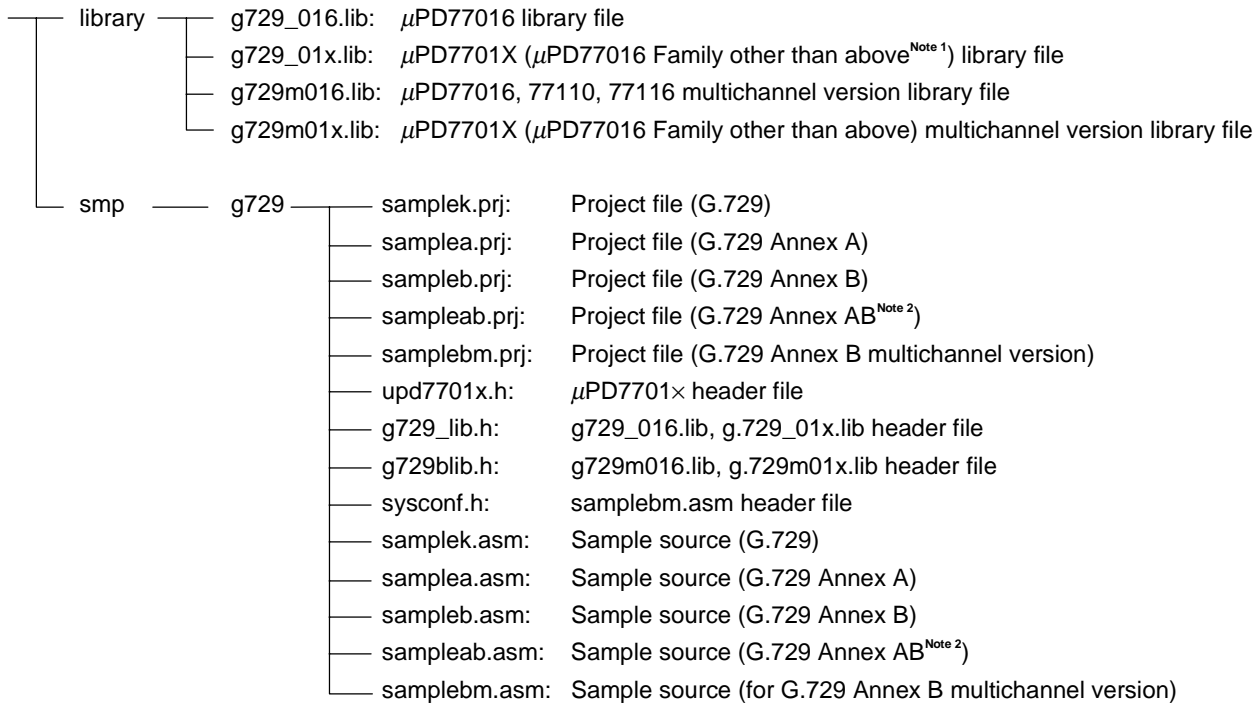 library g729_016.lib: μPD77016 library file
g729_01x.lib: μPD7701X (μPD77016 Family other than above Note 1) library file
g729m016.lib: μPD77016, 77110, 77116 multichannel version library file
g729m01x.lib: μPD7701X (μPD77016 Family other than above) multichannel version library file
smp g729 samplek.prj: Project file (G.729)
samplea.prj: Project file (G.729 Annex A)
sampleb.prj: Project file (G.729 Annex B)
sampleab.prj: Project file (G.729 Annex AB Note 2)
samplebm.prj: Project file (G.729 Annex B multichannel version)
upd7701x.h: μPD7701× header file
g729_lib.h: g729_016.lib, g.729_01x.lib header file
g729blib.h: g729m016.lib, g.729m01x.lib header file
sysconf.h: samplebm.asm header file
samplek.asm: Sample source (G.729)
samplea.asm: Sample source (G.729 Annex A)
sampleb.asm: Sample source (G.729 Annex B)
sampleab.asm: Sample source (G.729 Annex AB Note 2)
samplebm.asm: Sample source (for G.729 Annex B multichannel version)